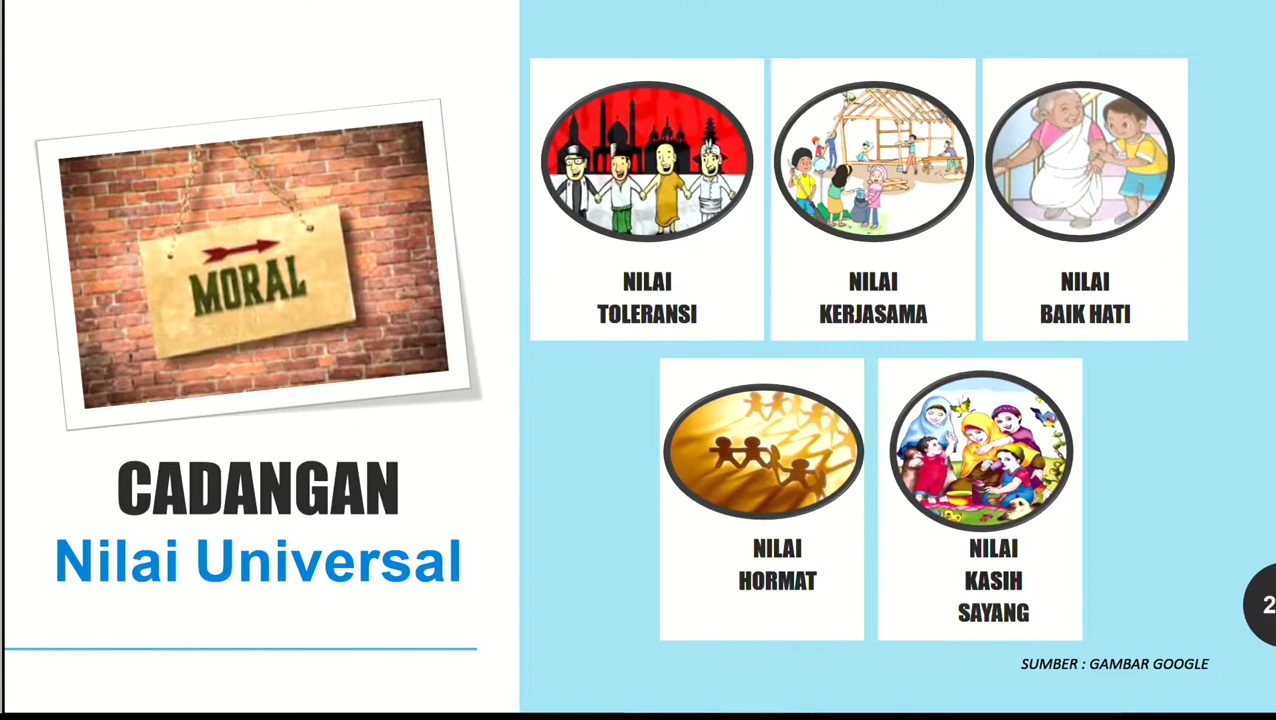 MORAL
CADANGAN
Nilai Universal
NILAI
TOLERANSI
NILAI
KERJASAMA
NILAI
BAIK HATI
NILAI
HORMAT
NILAI
KASIH
SAYANG
SUMBER : GAMBAR GOOGLE
2